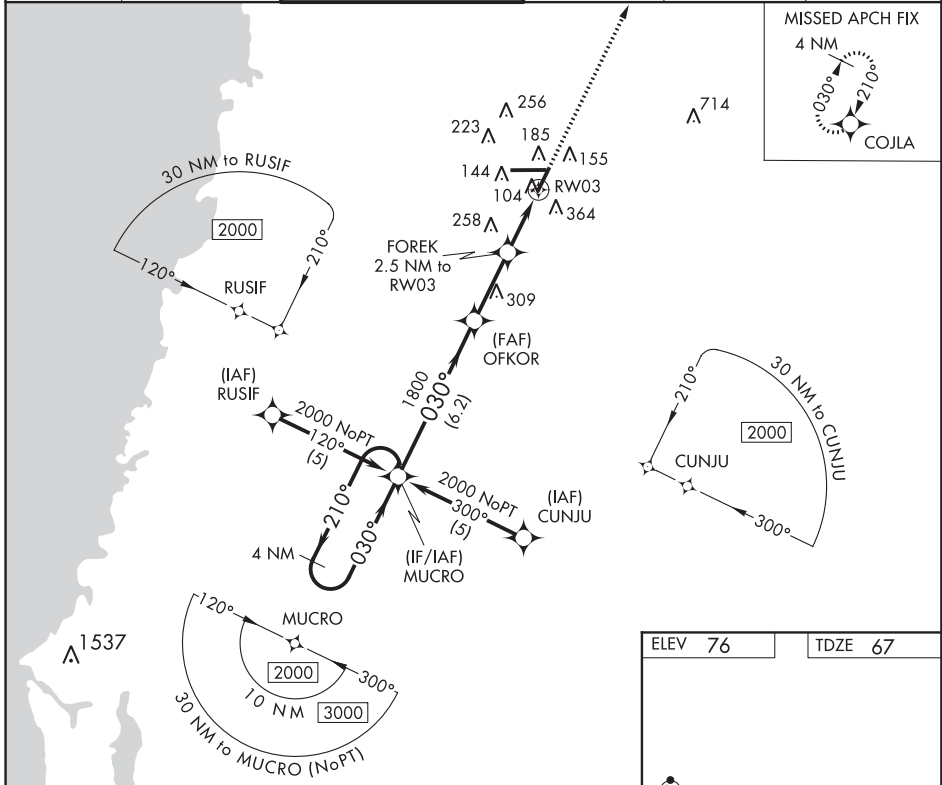 MISSED APCH FIX
4 NM
030°
210°
COJLA
256
714
223
185
155
144
104
RW03
364
258
30 NM to RUSIF
2000
210°
120°
RUSIF
FOREK
2.5 NM to
RW03
309
(FAF)
OFKOR
1800
030°
(6.2)
(IAF)
RUSIF
2000 NoPT
120°
(5)
30 NM to CUNJU
210°
2000
CUNJU
300°
2000 NoPT
300°
(5)
(IAF)
CUNJU
210°
030°
4 NM
(IF/IAF)
MUCRO
120°
MUCRO
2000
300°
10 NM
3000
30 NM to MUCRO (NoPT)
1537
ELEV 76
TDZE 67